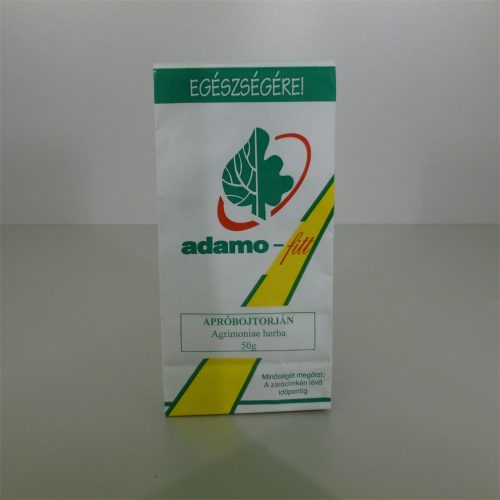 EGÉSZSÉGÉRE!
adamo-fitt
APRÓBOJTORJÁN
Agrimoniae herba
50g
Minőségét megőrzi:
A zárócímkén lévő
időpontig